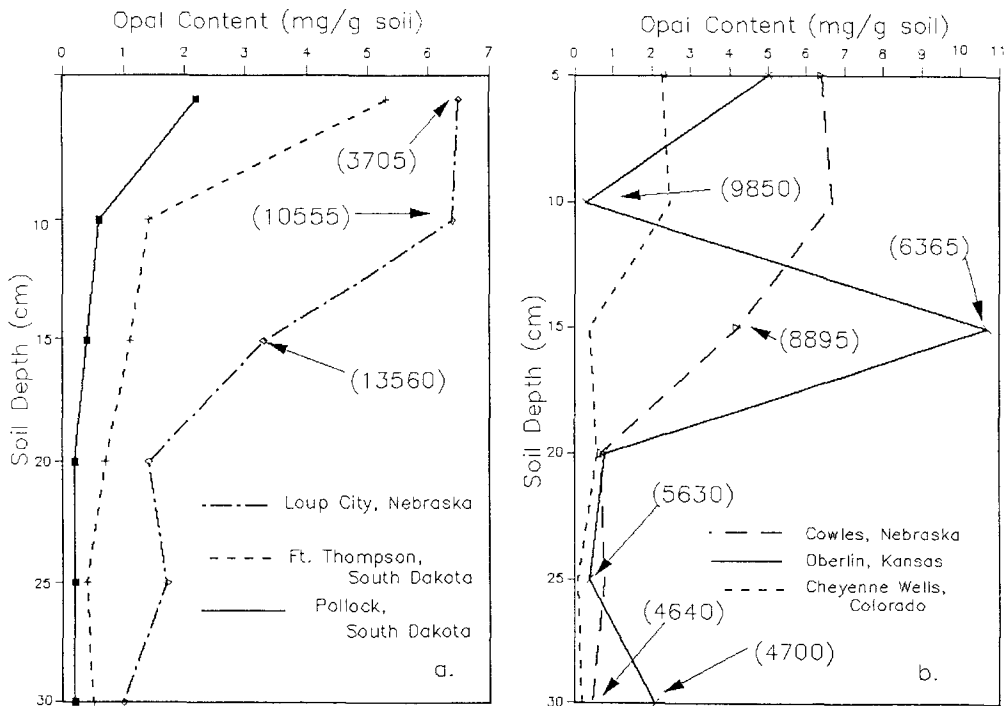 Opal Content (mg/g soil)
0 1 2 3 4 5 6 7
10
15
20
25
30
Soil Depth (cm)
(3705)
(10555)
(13560)
Loup City, Nebraska
Ft. Thompson,
South Dakota
Pollock,
South Dakota
a.
Opal Content (mg/g soil)
0 1 2 3 4 5 6 7 8 9 10 11
5
10
15
20
25
30
Soil Depth (cm)
(9850)
(6365)
(8895)
(5630)
(4640)
(4700)
Cowles, Nebraska
Oberlin, Kansas
Cheyenne Wells,
Colorado
b.